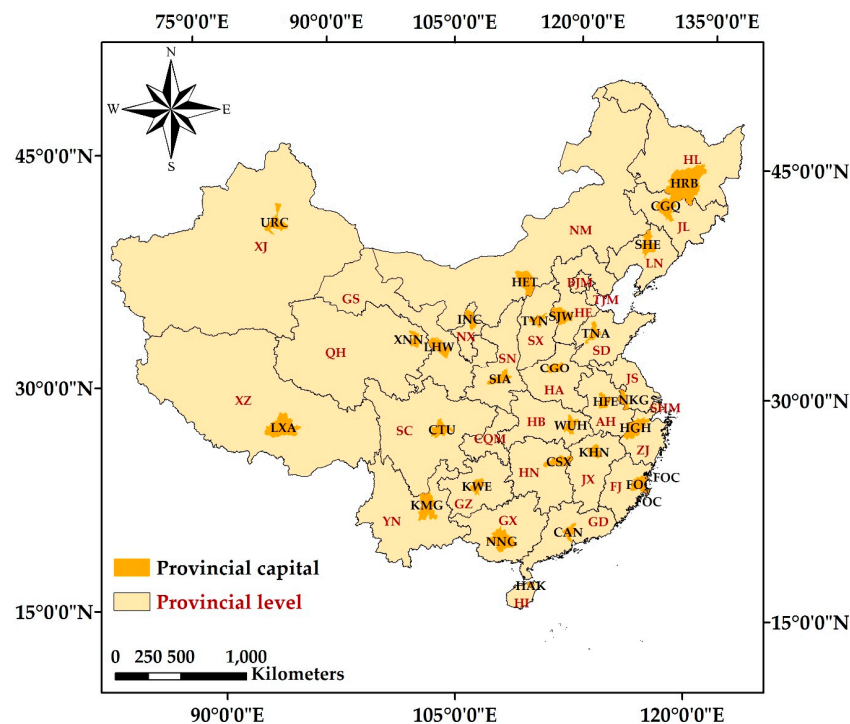 75°0'0"E 90°0'0"E 105°0'0"E 120°0'0"E 135°0'0"E
N
W E
S
45°0'0"N 45°0'0"N
HL
HRB
CGQ
URC
JL
NM
SHE
XJ
LN
HET
BJM
GS
TJM
INC
TYN
SJW
HE
XNN
LHW
NX
SX
TNA
QH
SN
SD
CGO
SIA
JS
30°0'0"N 30°0'0"N
HA
XZ
HFE
NKG
SHM
LXA
SC
CTU
CQM
HB
WUH
AH
HGH
ZJ
KHN
CSX
HN
JX
KWE
FJ
FOC
FOC
FOC
KMG
GZ
YN
GX
GD
NNG
CAN
Provincial capital
HAK
Provincial level
HI
15°0'0"N 15°0'0"N
0 250 500 1,000
Kilometers
90°0'0"E 105°0'0"E 120°0'0"E